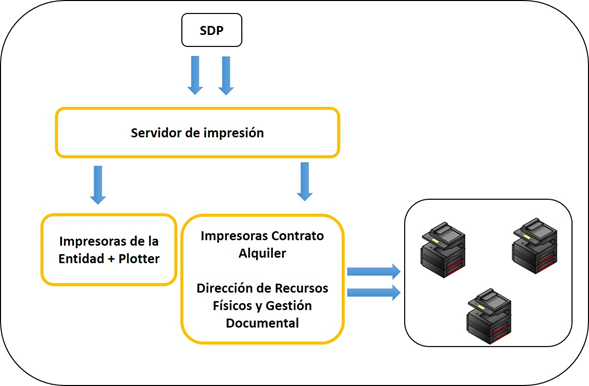 SDP
Servidor de impresión
Impresoras de la
Entidad + Plotter
Impresoras Contrato
Alquiler
Dirección de Recursos
Físicos y Gestión
Documental